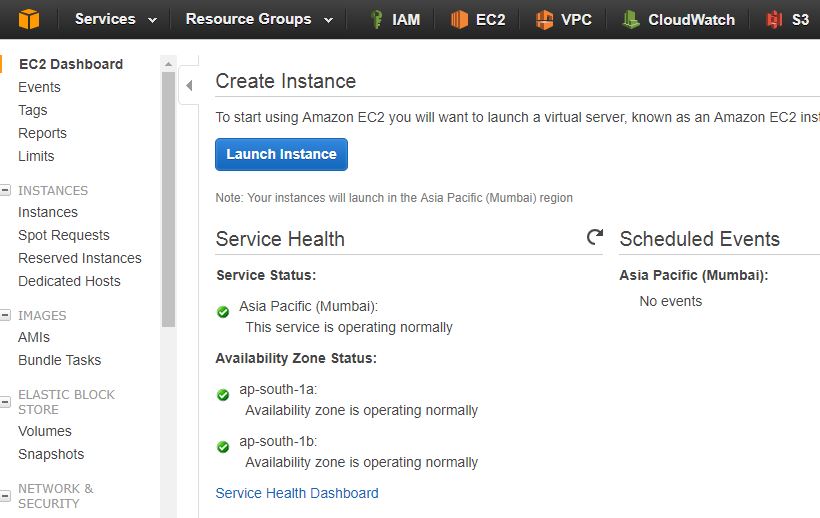 Services Resource Groups IAM EC2 VPC CloudWatch S3
EC2 Dashboard
Events
Tags
Reports
Limits
INSTANCES
Instances
Spot Requests
Reserved Instances
Dedicated Hosts
IMAGES
AMIs
Bundle Tasks
ELASTIC BLOCK
STORE
Volumes
Snapshots
NETWORK &
SECURITY
Create Instance
To start using Amazon EC2 you will want to launch a virtual server, known as an Amazon EC2 inst
Launch Instance
Note: Your instances will launch in the Asia Pacific (Mumbai) region
Service Health
Service Status:
Asia Pacific (Mumbai):
This service is operating normally
Availability Zone Status:
ap-south-1a:
Availability zone is operating normally
ap-south-1b:
Availability zone is operating normally
Service Health Dashboard
Scheduled Events
Asia Pacific (Mumbai):
No events